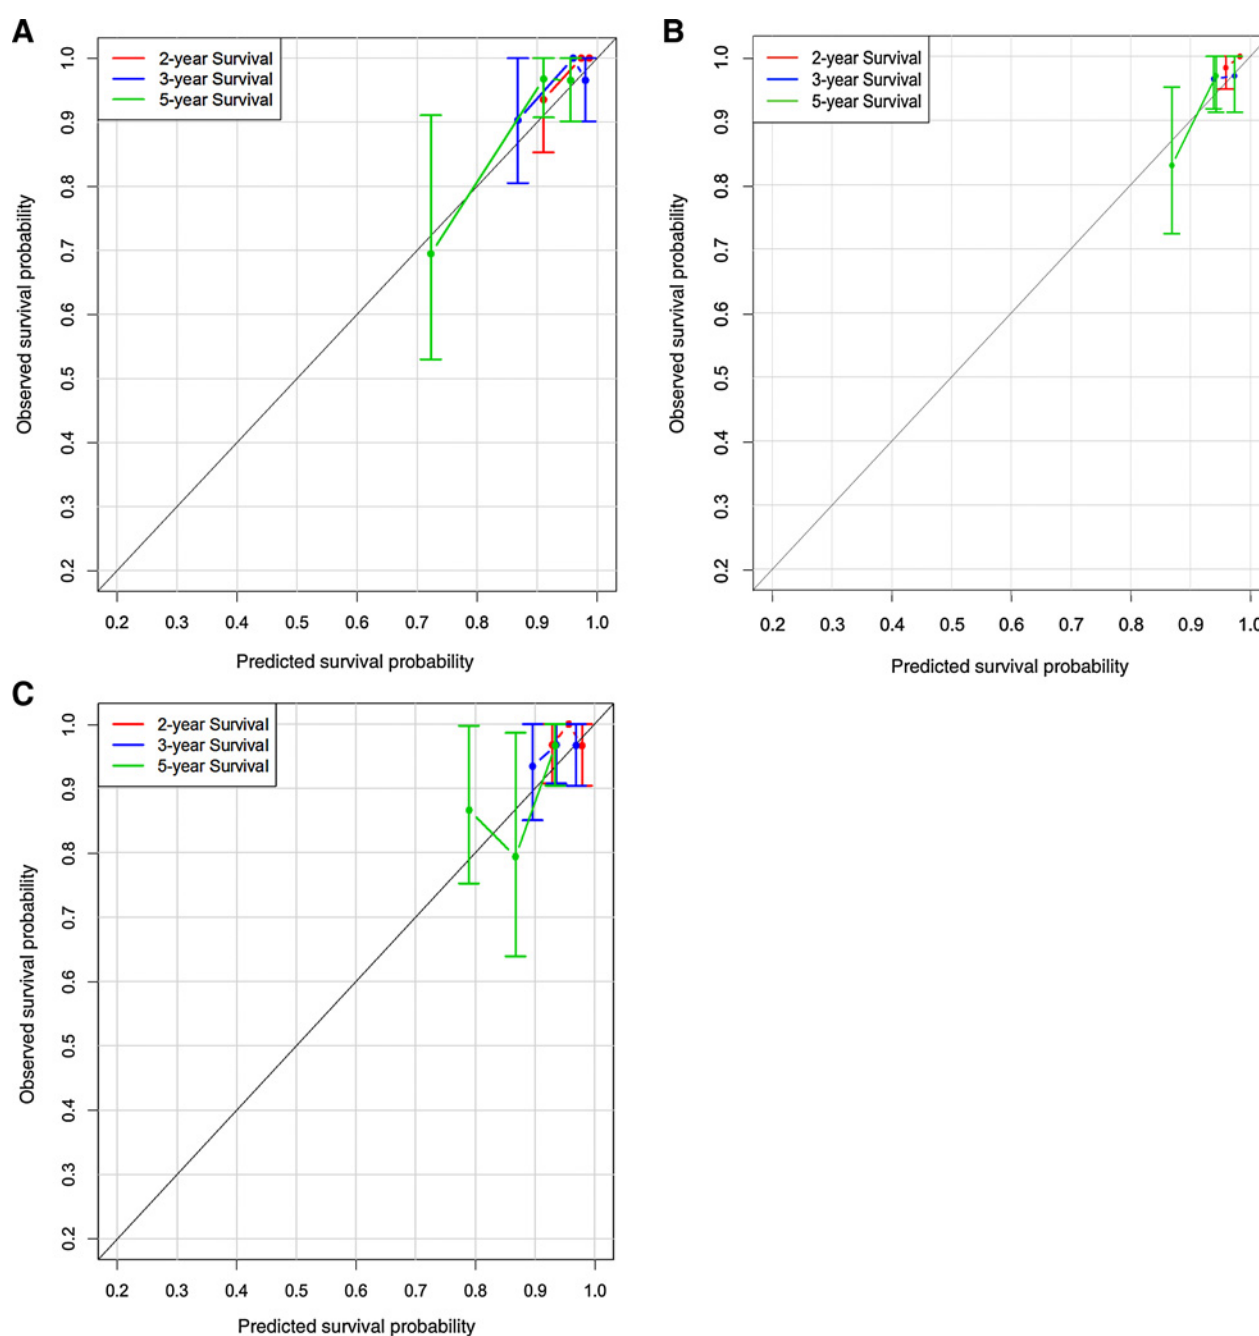 A
2-year Survival
3-year Survival
5-year Survival
Observed survival probability
1.0
0.9
0.8
0.7
0.6
0.5
0.4
0.3
0.2
0.2 0.3 0.4 0.5 0.6 0.7 0.8 0.9 1.0
Predicted survival probability
B
2-year Survival
3-year Survival
5-year Survival
Observed survival probability
1.0
0.9
0.8
0.7
0.6
0.5
0.4
0.3
0.2
0.2 0.3 0.4 0.5 0.6 0.7 0.8 0.9 1.0
Predicted survival probability
C
2-year Survival
3-year Survival
5-year Survival
Observed survival probability
1.0
0.9
0.8
0.7
0.6
0.5
0.4
0.3
0.2
0.2 0.3 0.4 0.5 0.6 0.7 0.8 0.9 1.0
Predicted survival probability